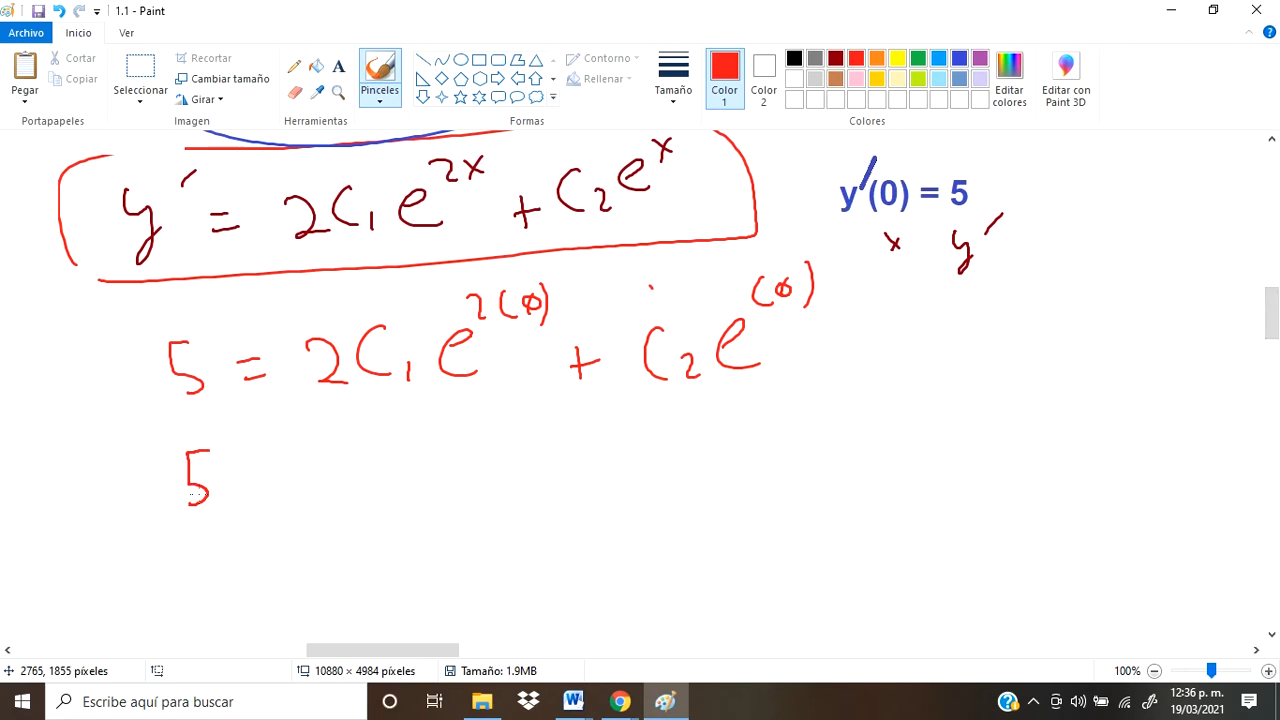 1.1 - Paint
Archivo Inicio Ver
Pegar Cortar Copiar Seleccionar Recortar Cambiar tamaño Girar Pinceles Contorno Rellenar Tamaño Color 1 Color 2 Editar colores Editar con Paint 3D
Portapapeles Imagen Herramientas Formas Colores
y' = 2C₁e^{2x} + C₂e^{x}
y'(0) = 5
x y'
5 = 2C₁e^{2(0)} + C₂e^{(0)}
5
2765, 1855 píxeles 10880 × 4984 píxeles Tamaño: 1.9MB 100%
Escribe aquí para buscar
12:36 p. m.
19/03/2021